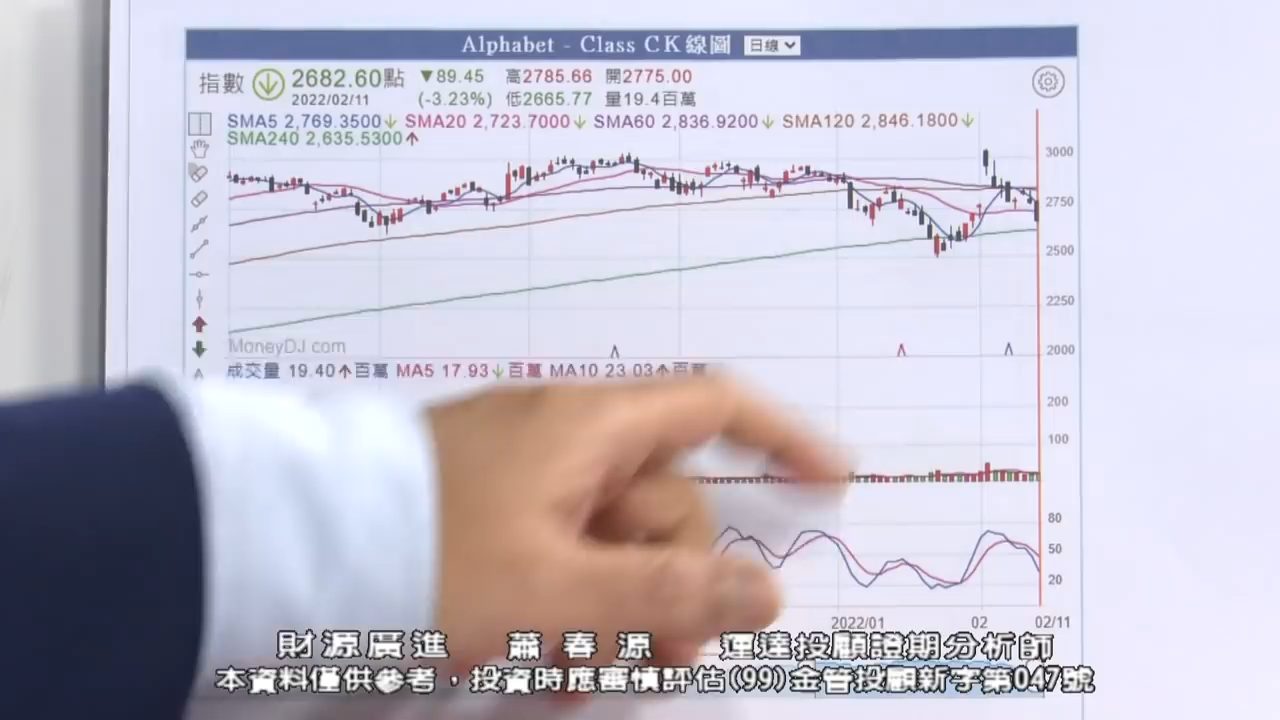 Alphabet - Class C K線圖 日線
指數 2682.60點 ▼89.45 高2785.66 開2775.00
2022/02/11 (-3.23%) 低2665.77 量19.4百萬
SMA5 2,769.3500↓ SMA20 2,723.7000↓ SMA60 2,836.9200↓ SMA120 2,846.1800↓
SMA240 2,635.5300↑
3000
2750
2500
2250
2000
MoneyDJ.com
成交量 19.40↑百萬 MA5 17.93↓百萬 MA10 23.03↑百萬
200
100
80
50
20
2022/01 02 02/11
財源廣進 蕭春源 運達投顧證期分析師
本資料僅供參考，投資時應審慎評估(99)金管投顧新字第047號